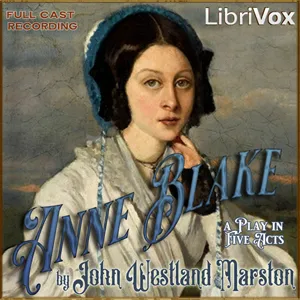 FULL CAST
RECORDING
LibriVox
ANNE BLAKE
A PLAY IN
FIVE ACTS
by John Westland Marston